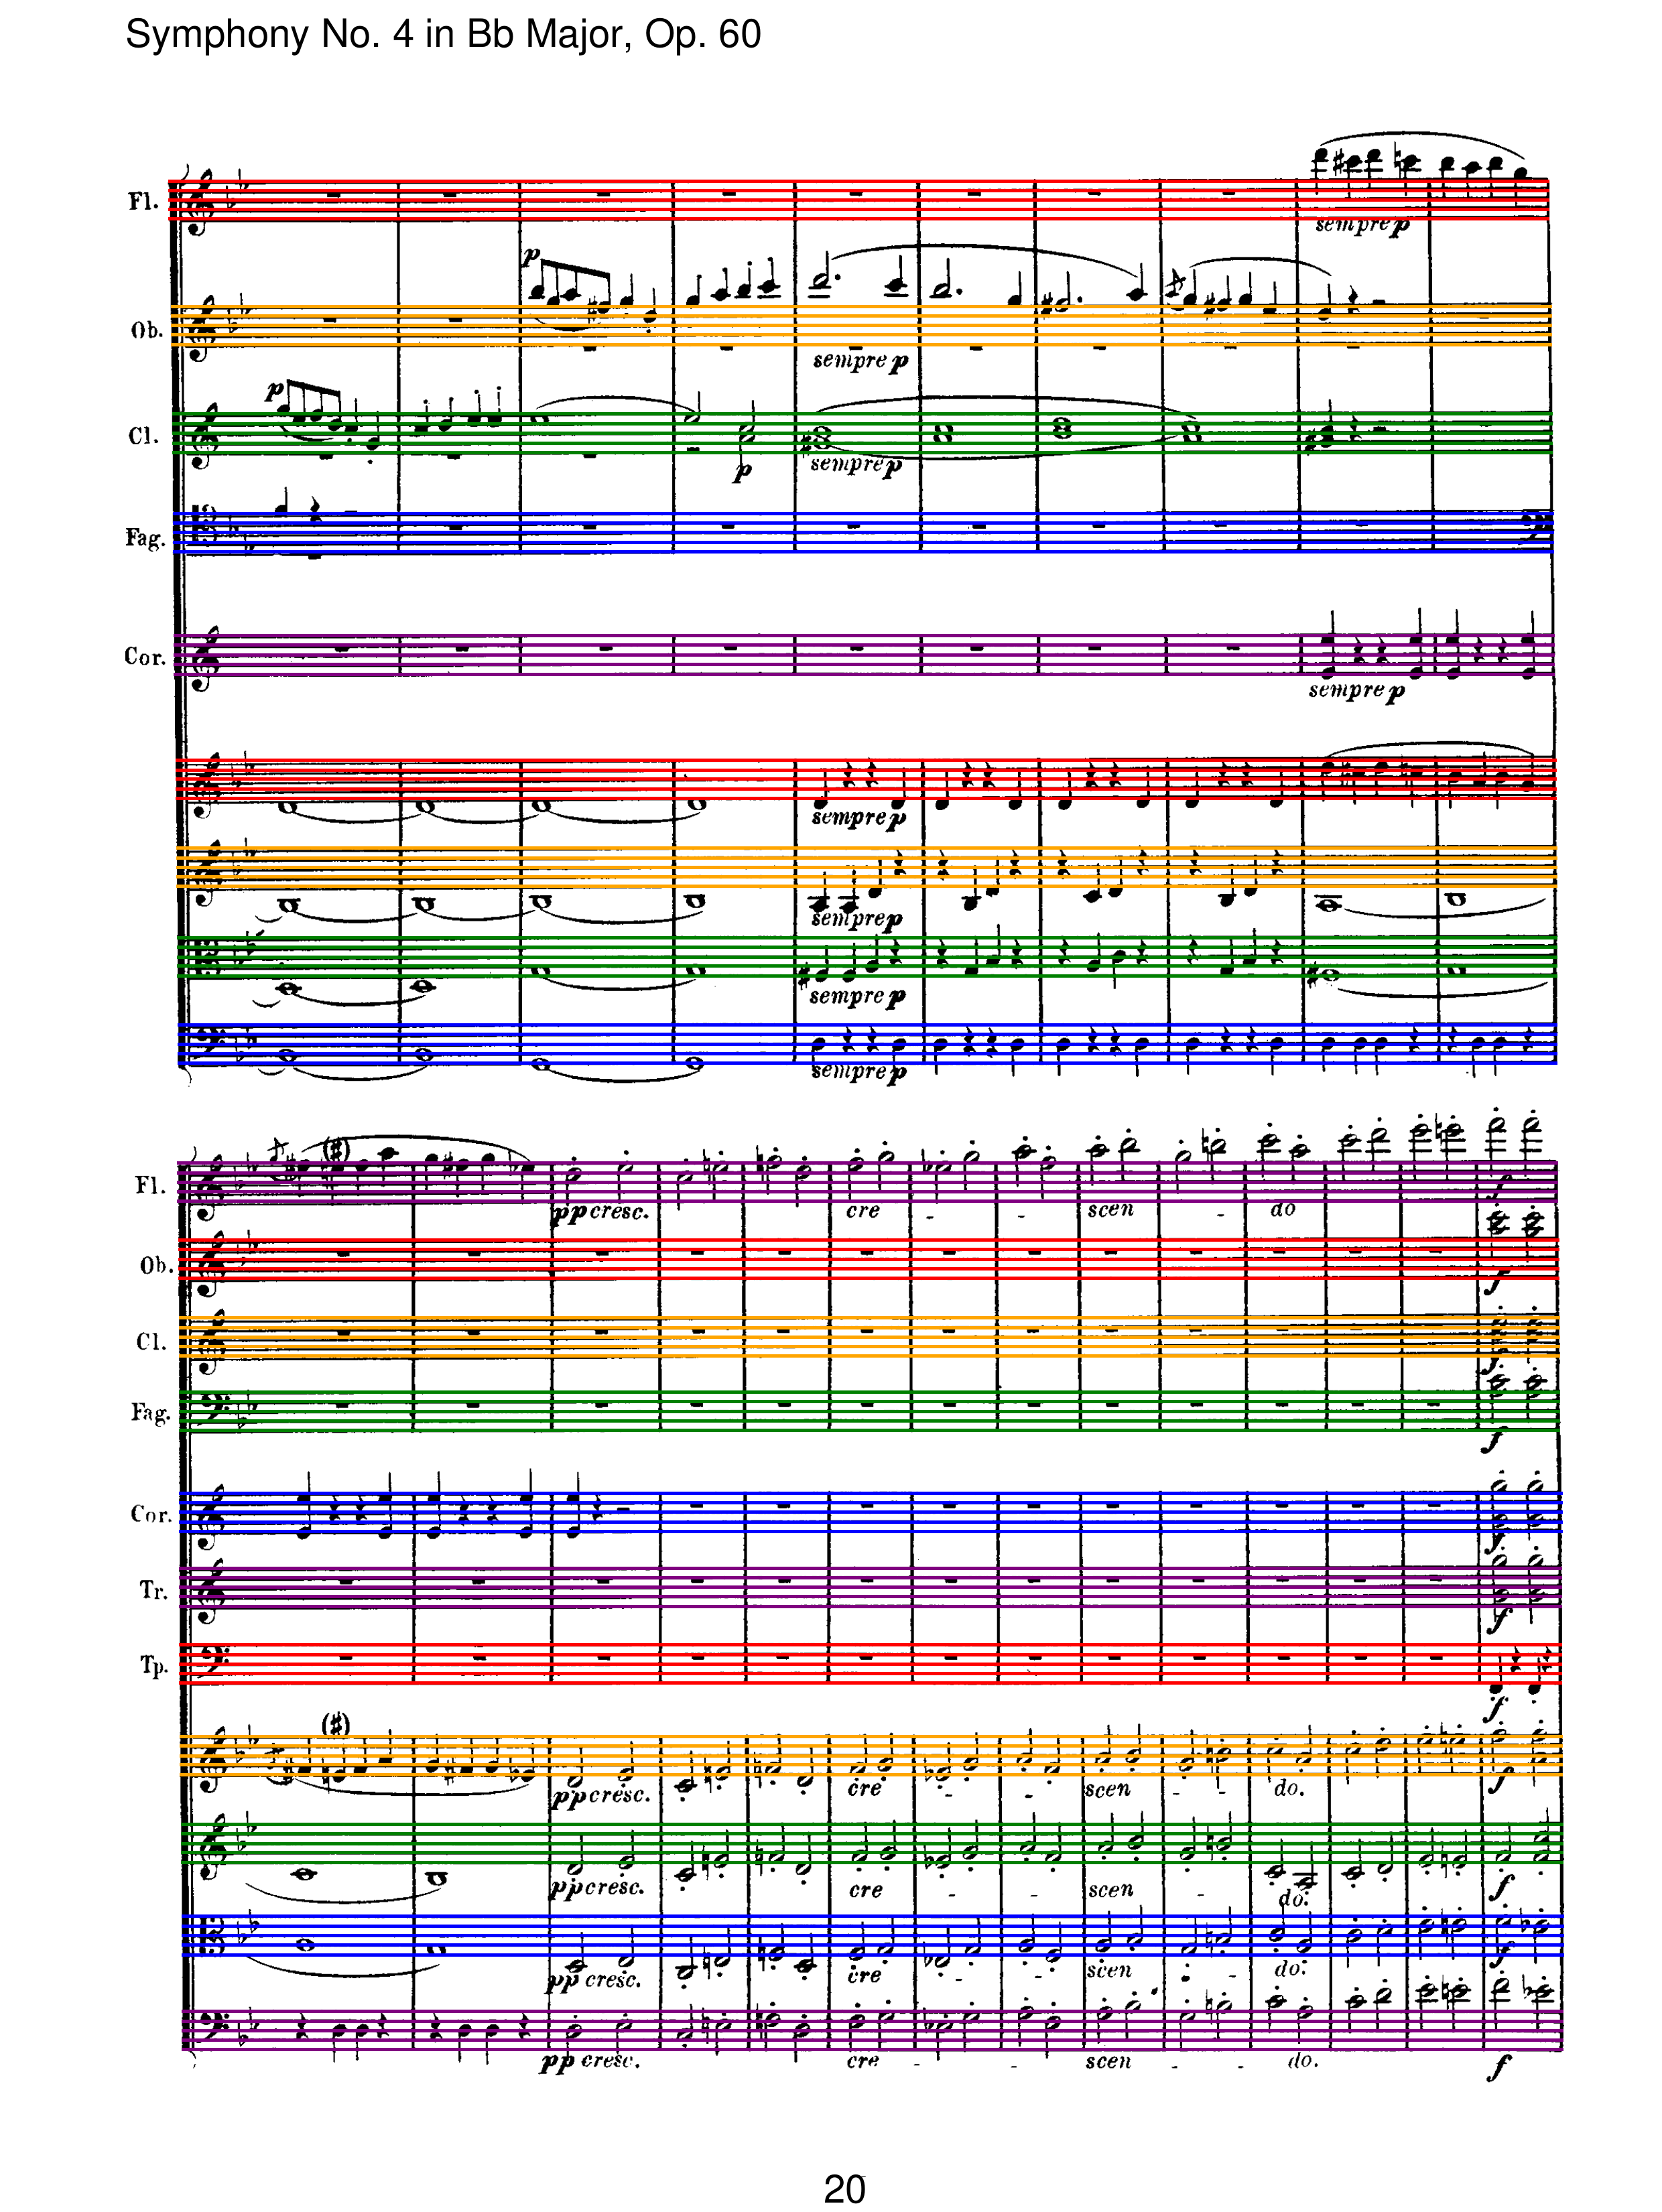 Symphony No. 4 in Bb Major, Op. 60
Fl.
sempre p
p
Ob.
sempre p
p
Cl.
p
sempre p
Fag.
Cor.
sempre p
sempre p
sempre p
sempre p
sempre p
(#)
Fl.
pp cresc. cre - - scen - do f
Ob.
f
Cl.
f
Fag.
f
Cor.
f
Tr.
f
Tp.
f
(#)
pp cresc. cre - - scen - - do. f
pp cresc. cre - - scen - do. f
pp cresc. cre - - scen - - do. f
pp cresc. cre - - scen - - do. f
20